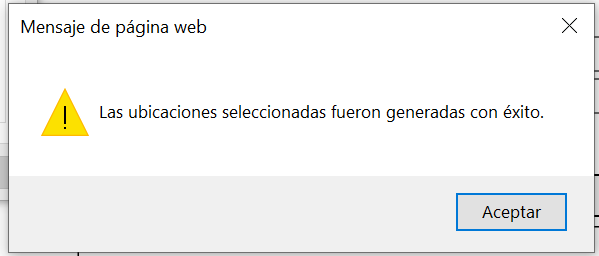 Mensaje de página web
Las ubicaciones seleccionadas fueron generadas con éxito.
Aceptar